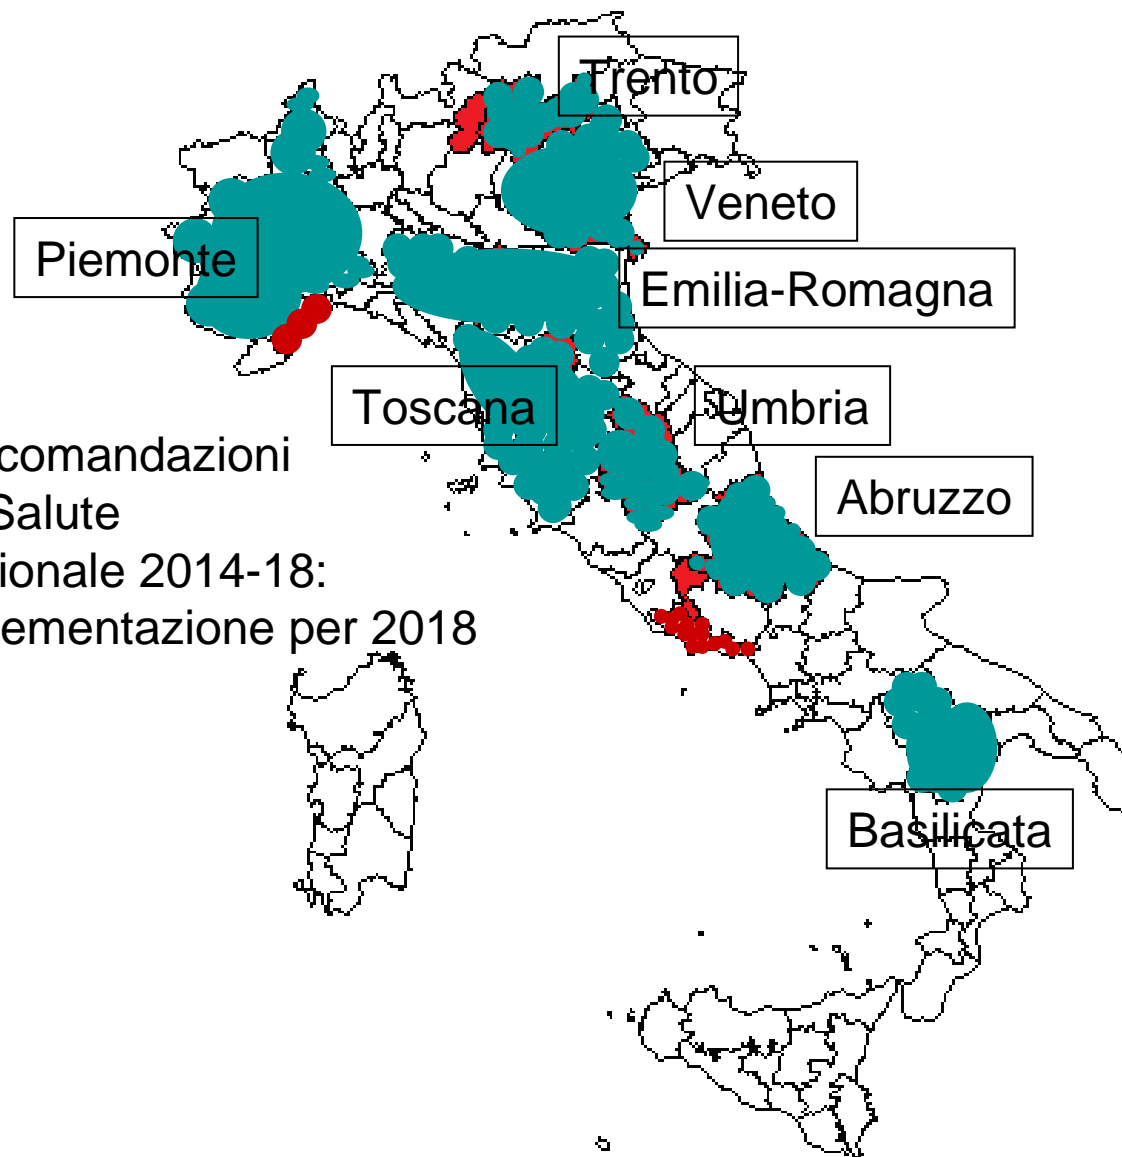 Trento
Veneto
Piemonte
Emilia-Romagna
Toscana
Umbria
comandazioni
Salute
Abruzzo
ionale 2014-18:
ementazione per 2018
Basilicata